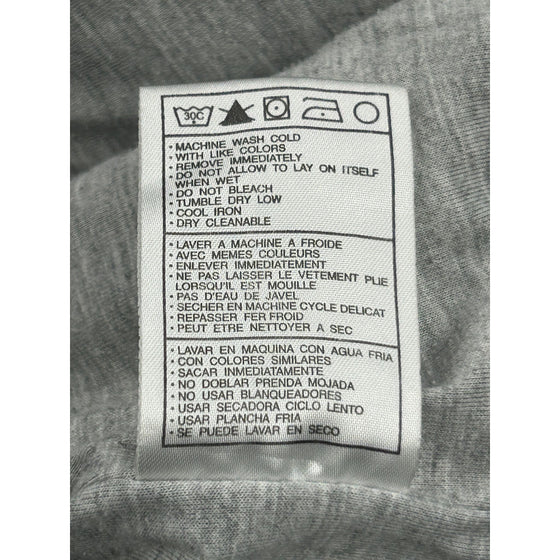 30C
• MACHINE WASH COLD
• WITH LIKE COLORS
• REMOVE IMMEDIATELY
• DO NOT ALLOW TO LAY ON ITSELF
WHEN WET
• DO NOT BLEACH
• TUMBLE DRY LOW
• COOL IRON
• DRY CLEANABLE
• LAVER A MACHINE A FROIDE
• AVEC MEMES COULEURS
• ENLEVER IMMEDIATEMENT
• NE PAS LAISSER LE VETEMENT PLIE
LORSQU'IL EST MOUILLE
• PAS D'EAU DE JAVEL
• SECHER EN MACHINE CYCLE DELICAT
• REPASSER FER FROID
• PEUT ETRE NETTOYER A SEC
• LAVAR EN MAQUINA CON AGUA FRIA
• CON COLORES SIMILARES
• SACAR INMEDIATAMENTE
• NO DOBLAR PRENDA MOJADA
• NO USAR BLANQUEADORES
• USAR SECADORA CICLO LENTO
• USAR PLANCHA FRIA
• SE PUEDE LAVAR EN SECO